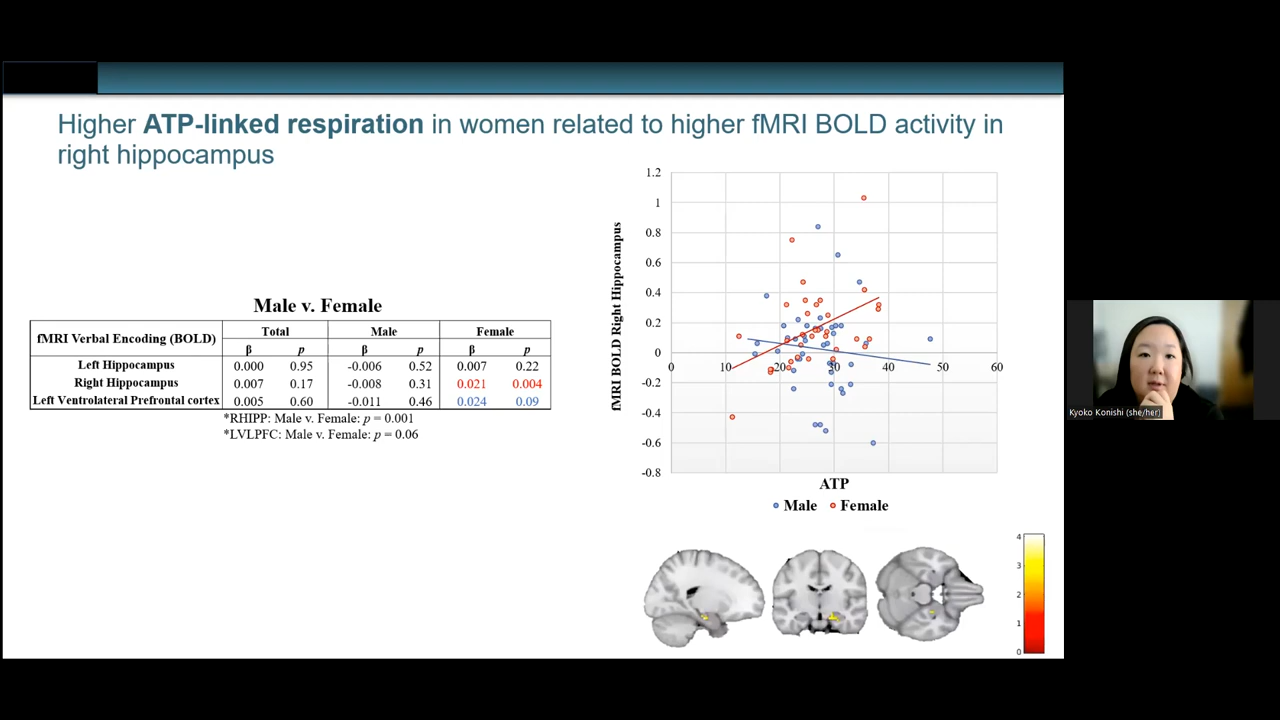 Higher ATP-linked respiration in women related to higher fMRI BOLD activity in
right hippocampus
Male v. Female
fMRI Verbal Encoding (BOLD) Total Male Female
β p β p β p
Left Hippocampus 0.000 0.95 -0.006 0.52 0.007 0.22
Right Hippocampus 0.007 0.17 -0.008 0.31 0.021 0.004
Left Ventrolateral Prefrontal cortex 0.005 0.60 -0.011 0.46 0.024 0.09
*RHIPP: Male v. Female: p = 0.001
*LVLPFC: Male v. Female: p = 0.06
fMRI BOLD Right Hippocampus
1.2
1
0.8
0.6
0.4
0.2
0
-0.2
-0.4
-0.6
-0.8
0 10 20 30 40 50 60
ATP
Male Female
4
3
2
1
0
Kyoko Konishi (she/her)